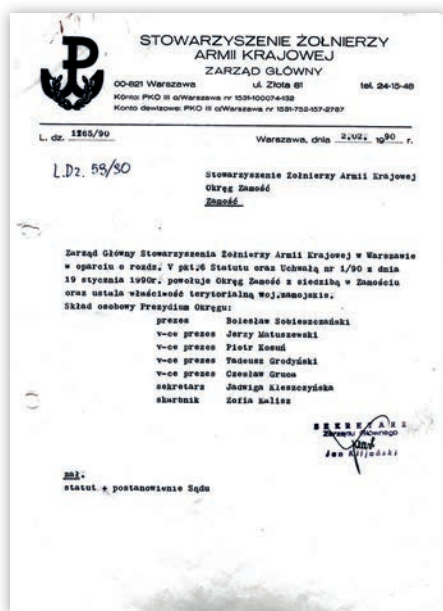 STOWARZYSZENIE ŻOŁNIERZY
ARMII KRAJOWEJ
ZARZĄD GŁÓWNY
00-821 Warszawa ul. Złota 81 tel. 24-15-48
Konto: PKO III o/Warszawa nr 1531-100074-132
Konto dewizowe: PKO III o/Warszawa nr 1531-752-157-2787
L. dz. 1265/90 Warszawa, dnia 2.02. 1990 r.
L.Dz. 59/90
Stowarzyszenie Żołnierzy Armii Krajowej
Okręg Zamość
Zamość
Zarząd Główny Stowarzyszenia Żołnierzy Armii Krajowej w Warszawie
w oparciu o rozdz. V pkt.6 Statutu oraz Uchwałę nr 1/90 z dnia
19 stycznia 1990r. powołuje Okręg Zamość z siedzibą w Zamościu
oraz ustala właściwość terytorialną woj.zamojskie.
Skład osobowy Prezydium Okręgu:
prezes Bolesław Sobieszczański
v-ce prezes Jerzy Matuszewski
v-ce prezes Piotr Kosuń
v-ce prezes Tadeusz Grodyński
v-ce prezes Czesław Gruca
sekretarz Jadwiga Kleszczyńska
skarbnik Zofia Kalisz
SEKRETARZ
Zarządu Głównego
Jan
zał.
statut + postanowienie Sądu